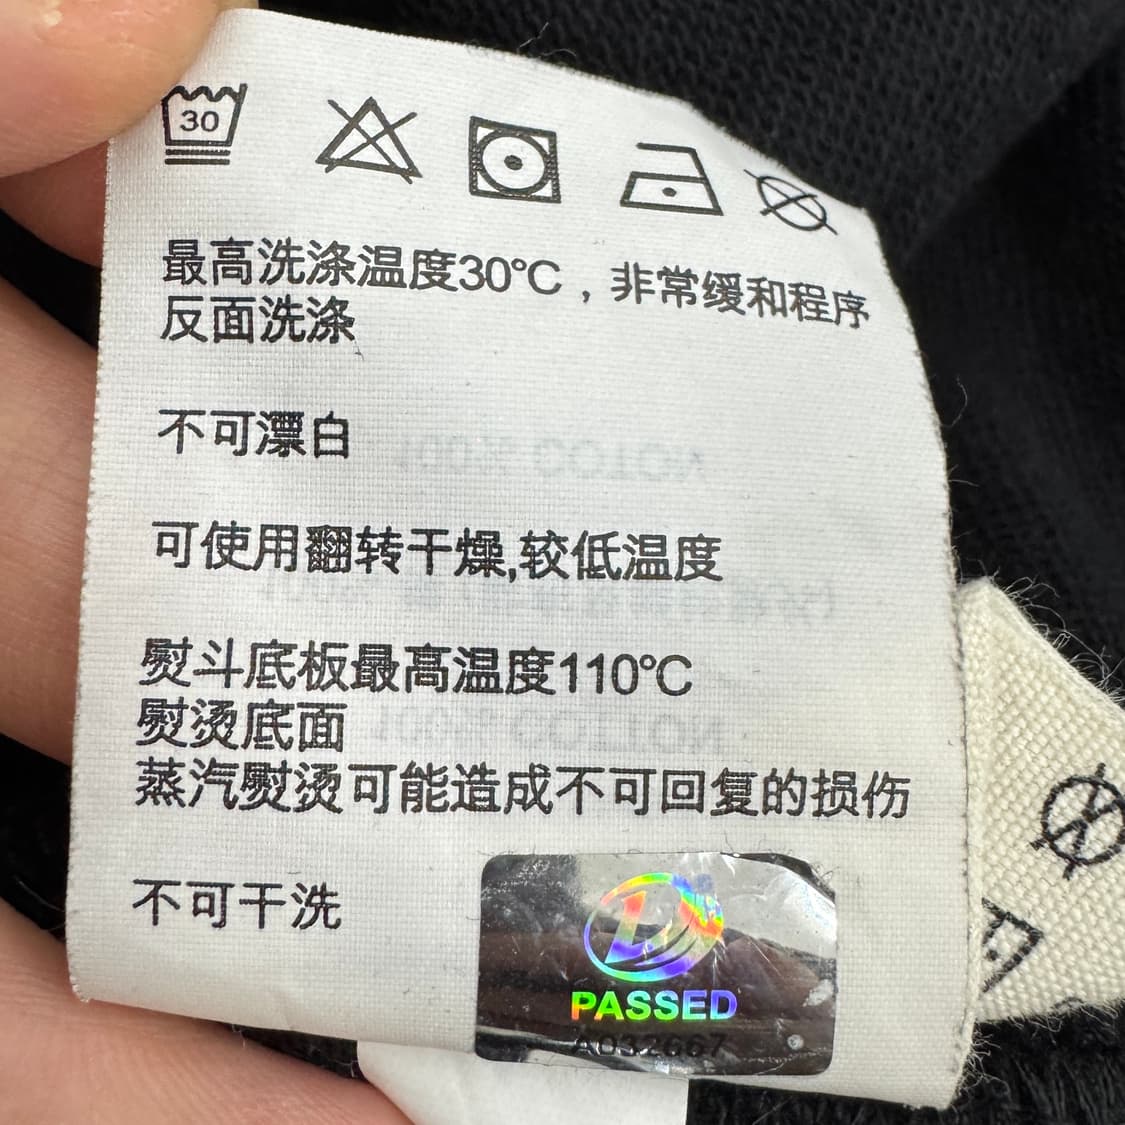 30
最高洗涤温度30℃，非常缓和程序
反面洗涤
不可漂白
可使用翻转干燥,较低温度
熨斗底板最高温度110℃
熨烫底面
蒸汽熨烫可能造成不可回复的损伤
不可干洗
PASSED
A032667